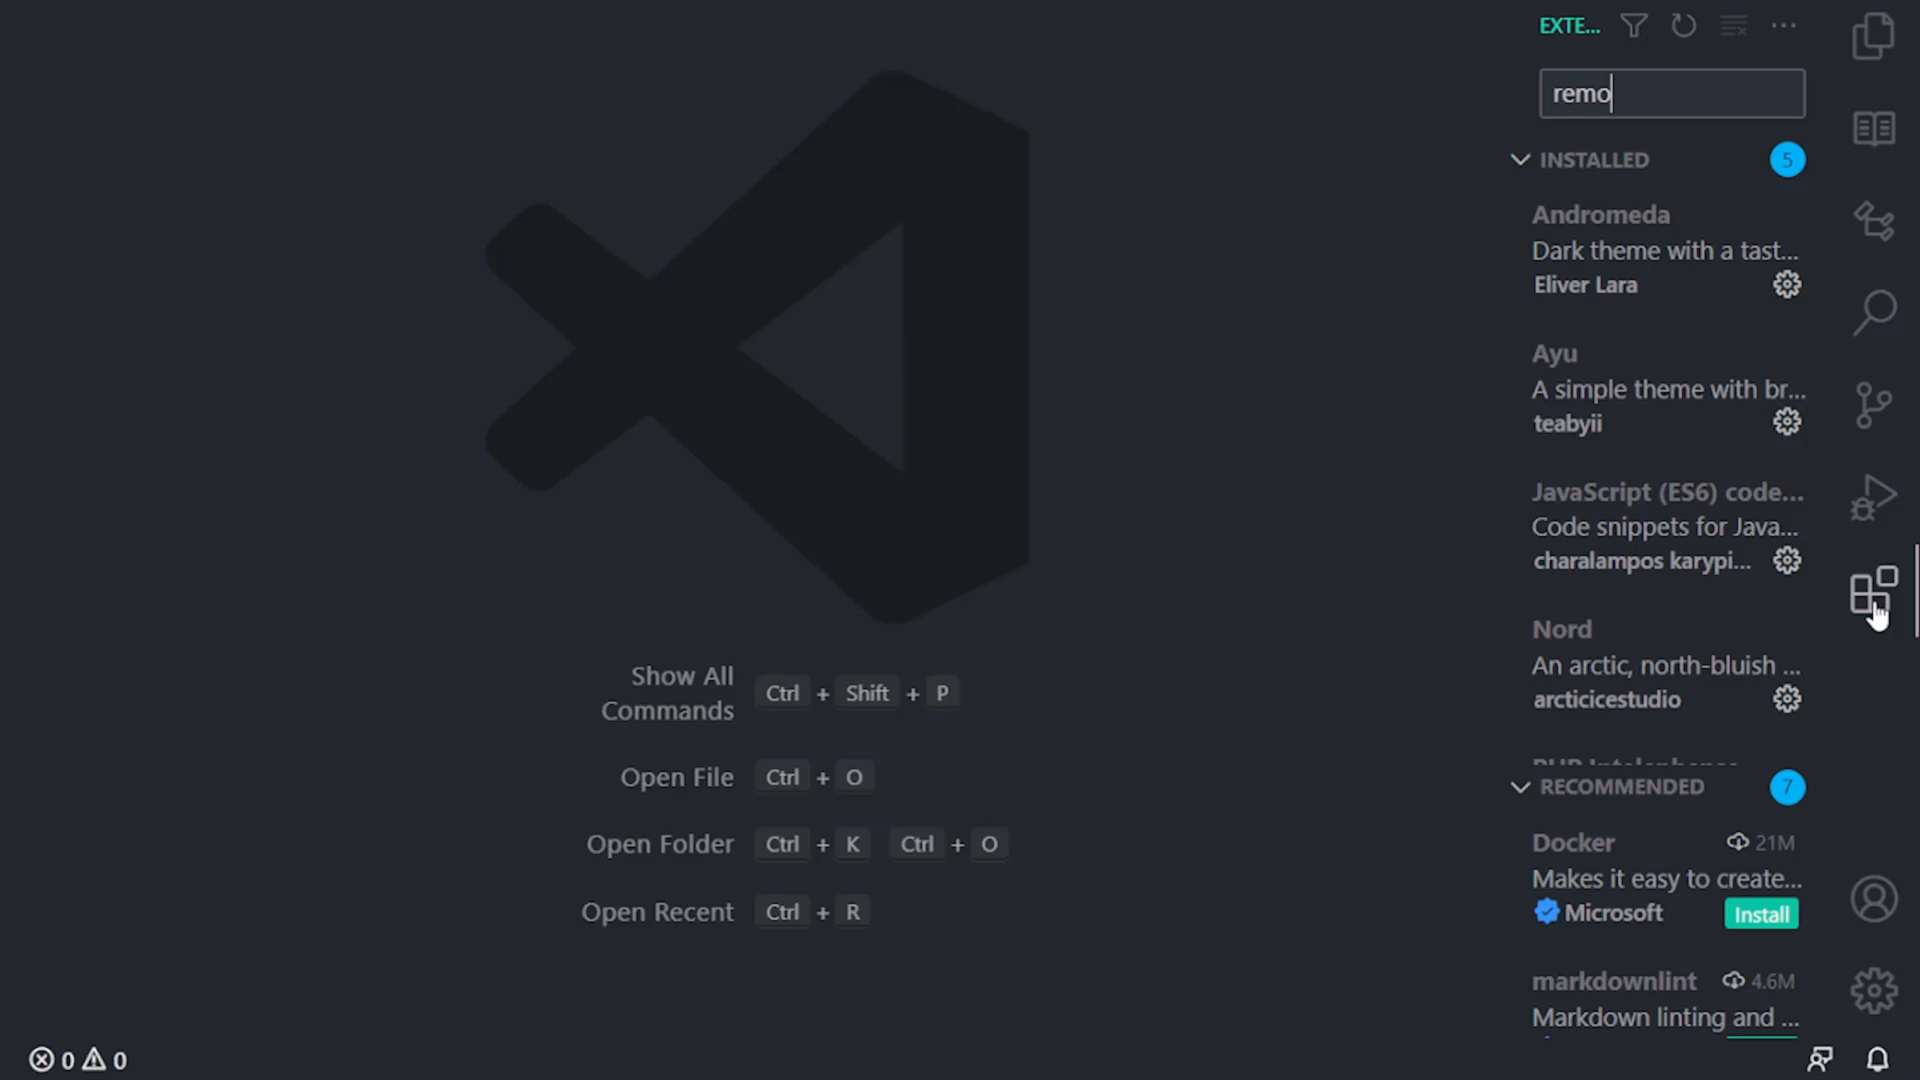 EXTE...
remo
INSTALLED 5
Andromeda
Dark theme with a tast...
Eliver Lara
Ayu
A simple theme with br...
teabyii
JavaScript (ES6) code...
Code snippets for Java...
charalampos karypi...
Nord
An arctic, north-bluish ...
arcticicestudio
RECOMMENDED 7
Docker 21M
Makes it easy to create...
Microsoft Install
markdownlint 4.6M
Markdown linting and ...
Show All
Commands Ctrl + Shift + P
Open File Ctrl + O
Open Folder Ctrl + K Ctrl + O
Open Recent Ctrl + R
0 0